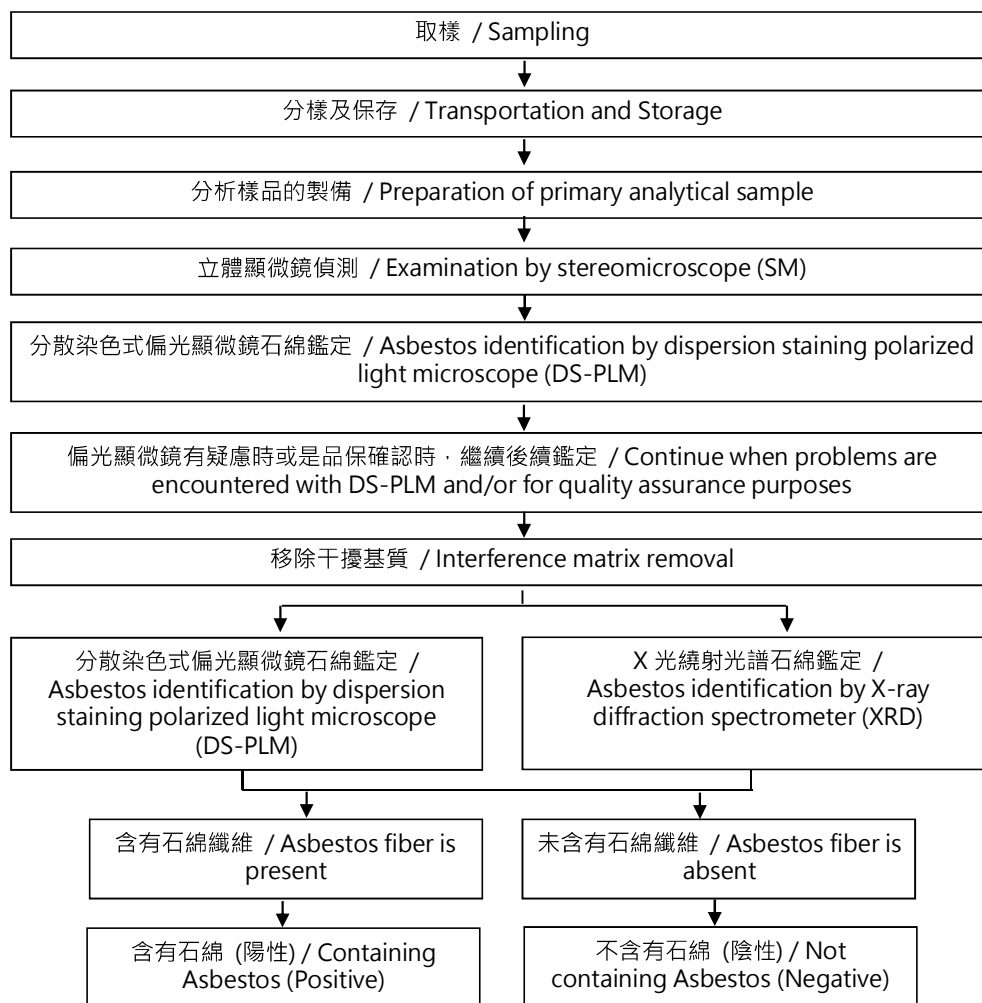 取樣 / Sampling
分樣及保存 / Transportation and Storage
分析樣品的製備 / Preparation of primary analytical sample
立體顯微鏡偵測 / Examination by stereomicroscope (SM)
分散染色式偏光顯微鏡石綿鑑定 / Asbestos identification by dispersion staining polarized
light microscope (DS-PLM)
偏光顯微鏡有疑慮時或是品保確認時，繼續後續鑑定 / Continue when problems are
encountered with DS-PLM and/or for quality assurance purposes
移除干擾基質 / Interference matrix removal
分散染色式偏光顯微鏡石綿鑑定 /
Asbestos identification by dispersion
staining polarized light microscope
(DS-PLM)
X 光繞射光譜石綿鑑定 /
Asbestos identification by X-ray
diffraction spectrometer (XRD)
含有石綿纖維 / Asbestos fiber is
present
未含有石綿纖維 / Asbestos fiber is
absent
含有石綿 (陽性) / Containing
Asbestos (Positive)
不含有石綿 (陰性) / Not
containing Asbestos (Negative)